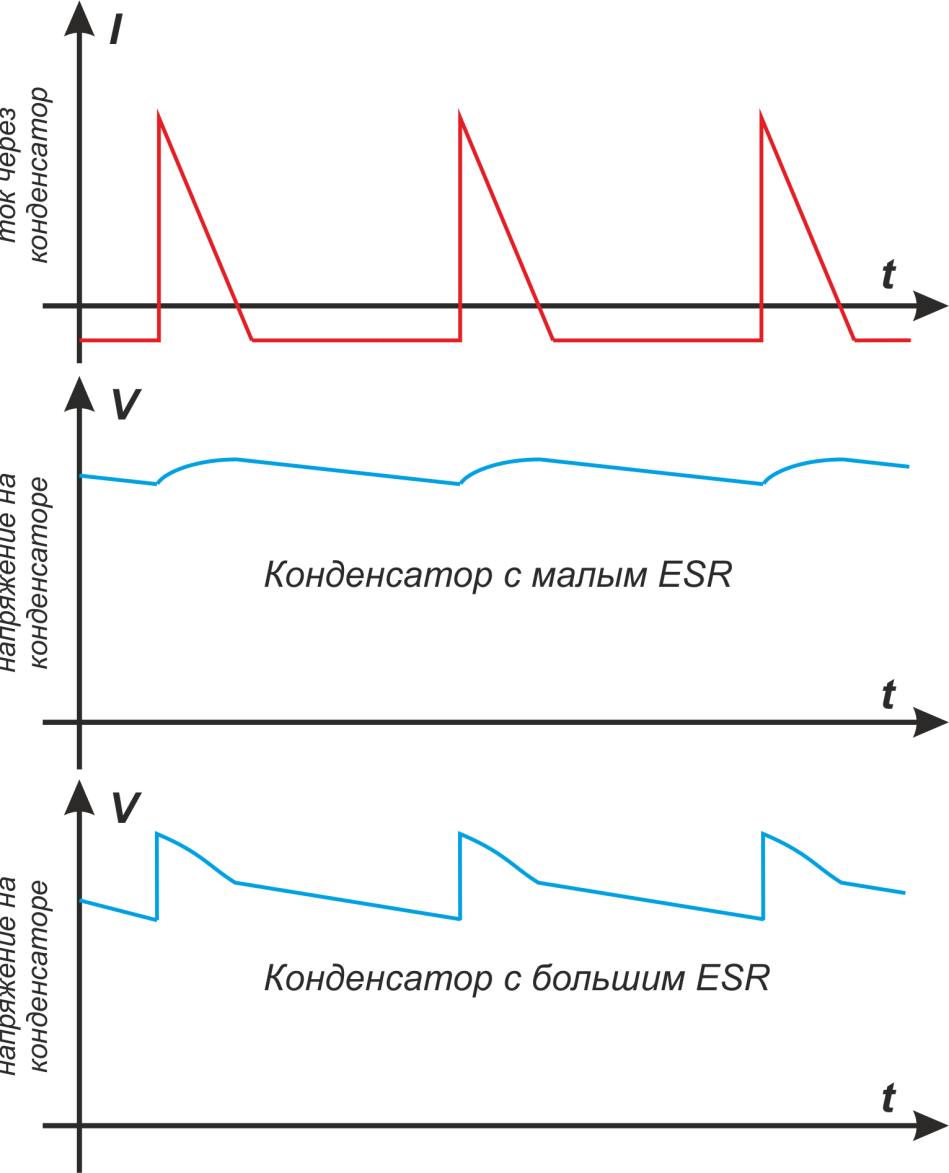 I
ток через
конденсатор
t
V
напряжение на
конденсаторе
Конденсатор с малым ESR
t
V
напряжение на
конденсаторе
Конденсатор с большим ESR
t